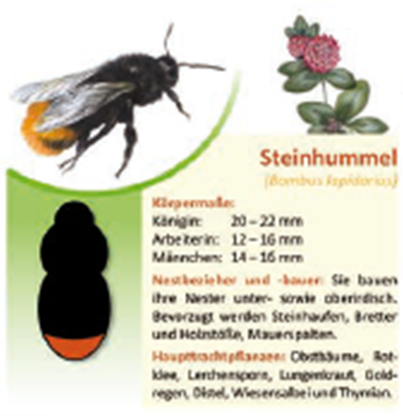 Steinhummel
(Bombus lapidarius)
Körpermaße:
Königin: 20 – 22 mm
Arbeiterin: 12 – 16 mm
Männchen: 14 – 16 mm
Nestbezieher und -bauer: Sie bauen
ihre Nester unter- sowie oberirdisch.
Bevorzugt werden Steinhaufen, Bretter
und Holzstöße, Mauerspalten.
Haupttrachtpflanzen: Obstbäume, Rot-
klee, Lerchensporn, Lungenkraut, Gold-
regen, Distel, Wiesensalbei und Thymian.